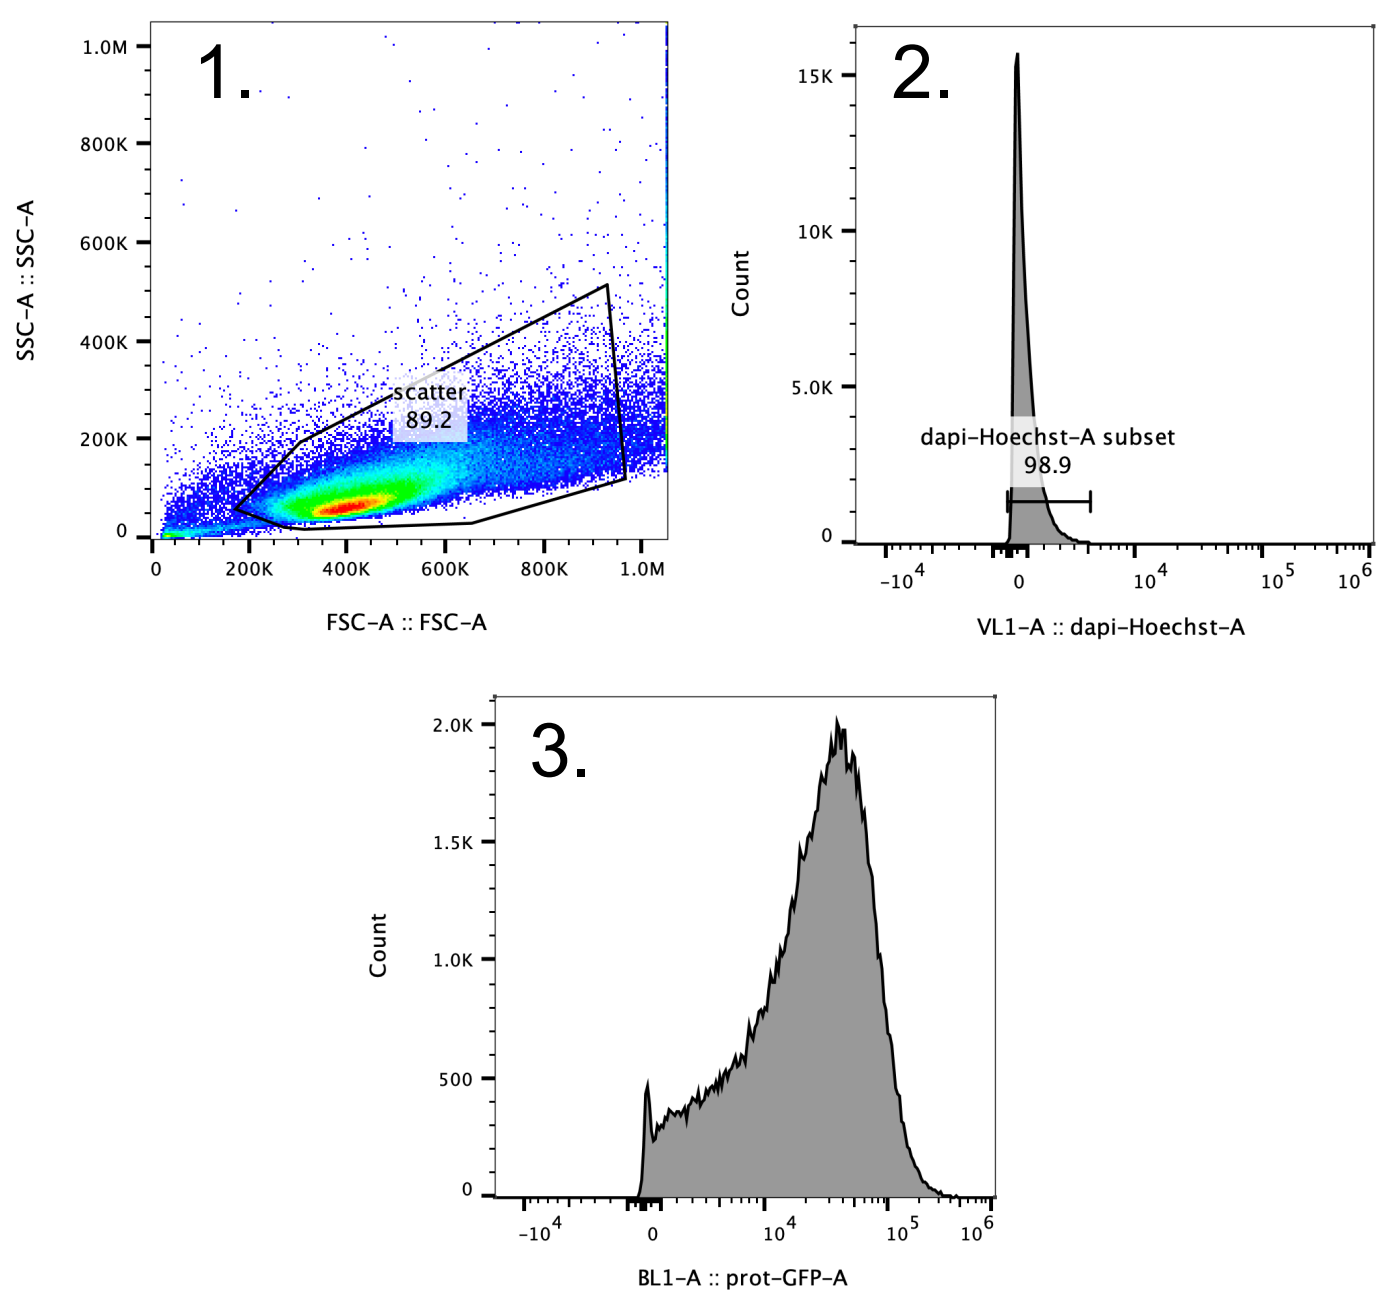 1.
1.0M
800K
600K
400K
200K
0
SSC-A :: SSC-A
scatter
89.2
0 200K 400K 600K 800K 1.0M
FSC-A :: FSC-A
2.
15K
10K
5.0K
0
Count
dapi-Hoechst-A subset
98.9
-10^4 0 10^4 10^5 10^6
VL1-A :: dapi-Hoechst-A
3.
2.0K
1.5K
1.0K
500
0
Count
-10^4 0 10^4 10^5 10^6
BL1-A :: prot-GFP-A